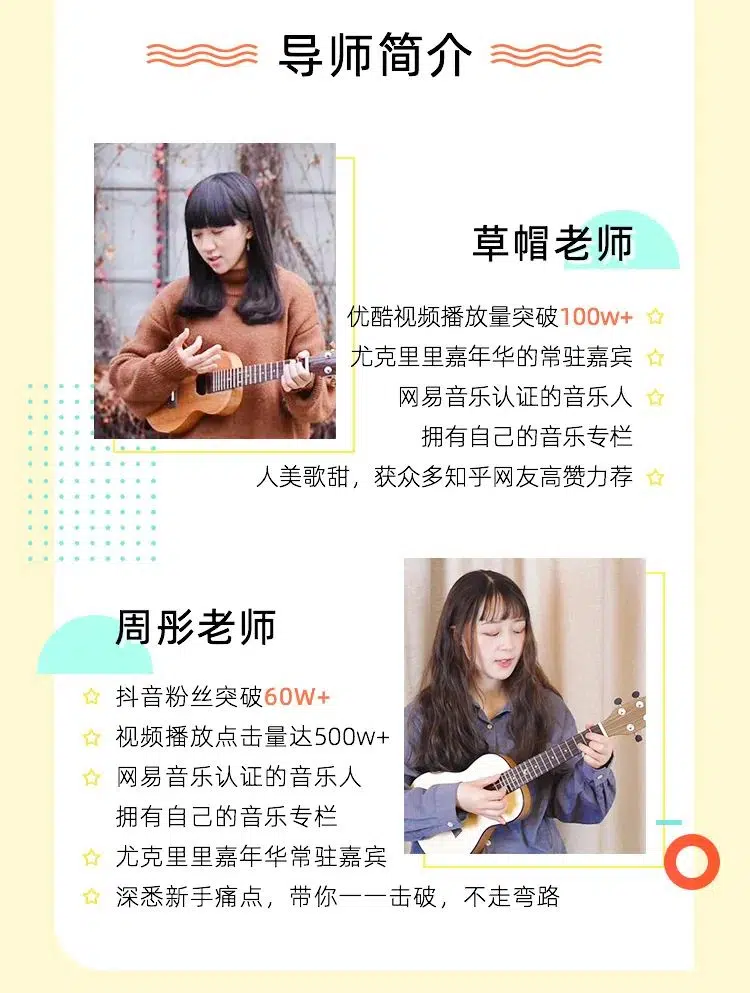 导师简介
草帽老师
优酷视频播放量突破100w+
尤克里里嘉年华的常驻嘉宾
网易音乐认证的音乐人
拥有自己的音乐专栏
人美歌甜，获众多知乎网友高赞力荐
周彤老师
抖音粉丝突破60W+
视频播放点击量达500w+
网易音乐认证的音乐人
拥有自己的音乐专栏
尤克里里嘉年华常驻嘉宾
深悉新手痛点，带你一一击破，不走弯路